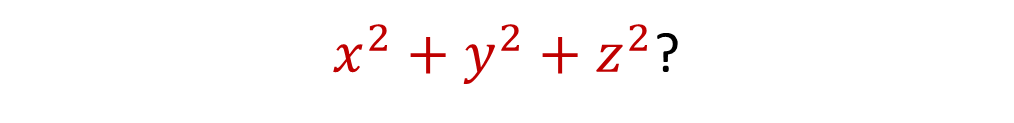 x² + y² + z²?